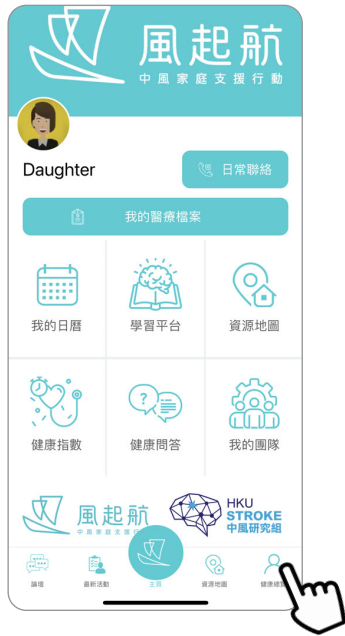 風起航
中風家庭支援行動
Daughter
日常聯絡
我的醫療檔案
我的日曆
學習平台
資源地圖
?
健康指數
健康問答
我的團隊
風起航
中風家庭支援行
HKU
STROKE
中風研究組
論壇
最新活動
主頁
資源地圖
健康總